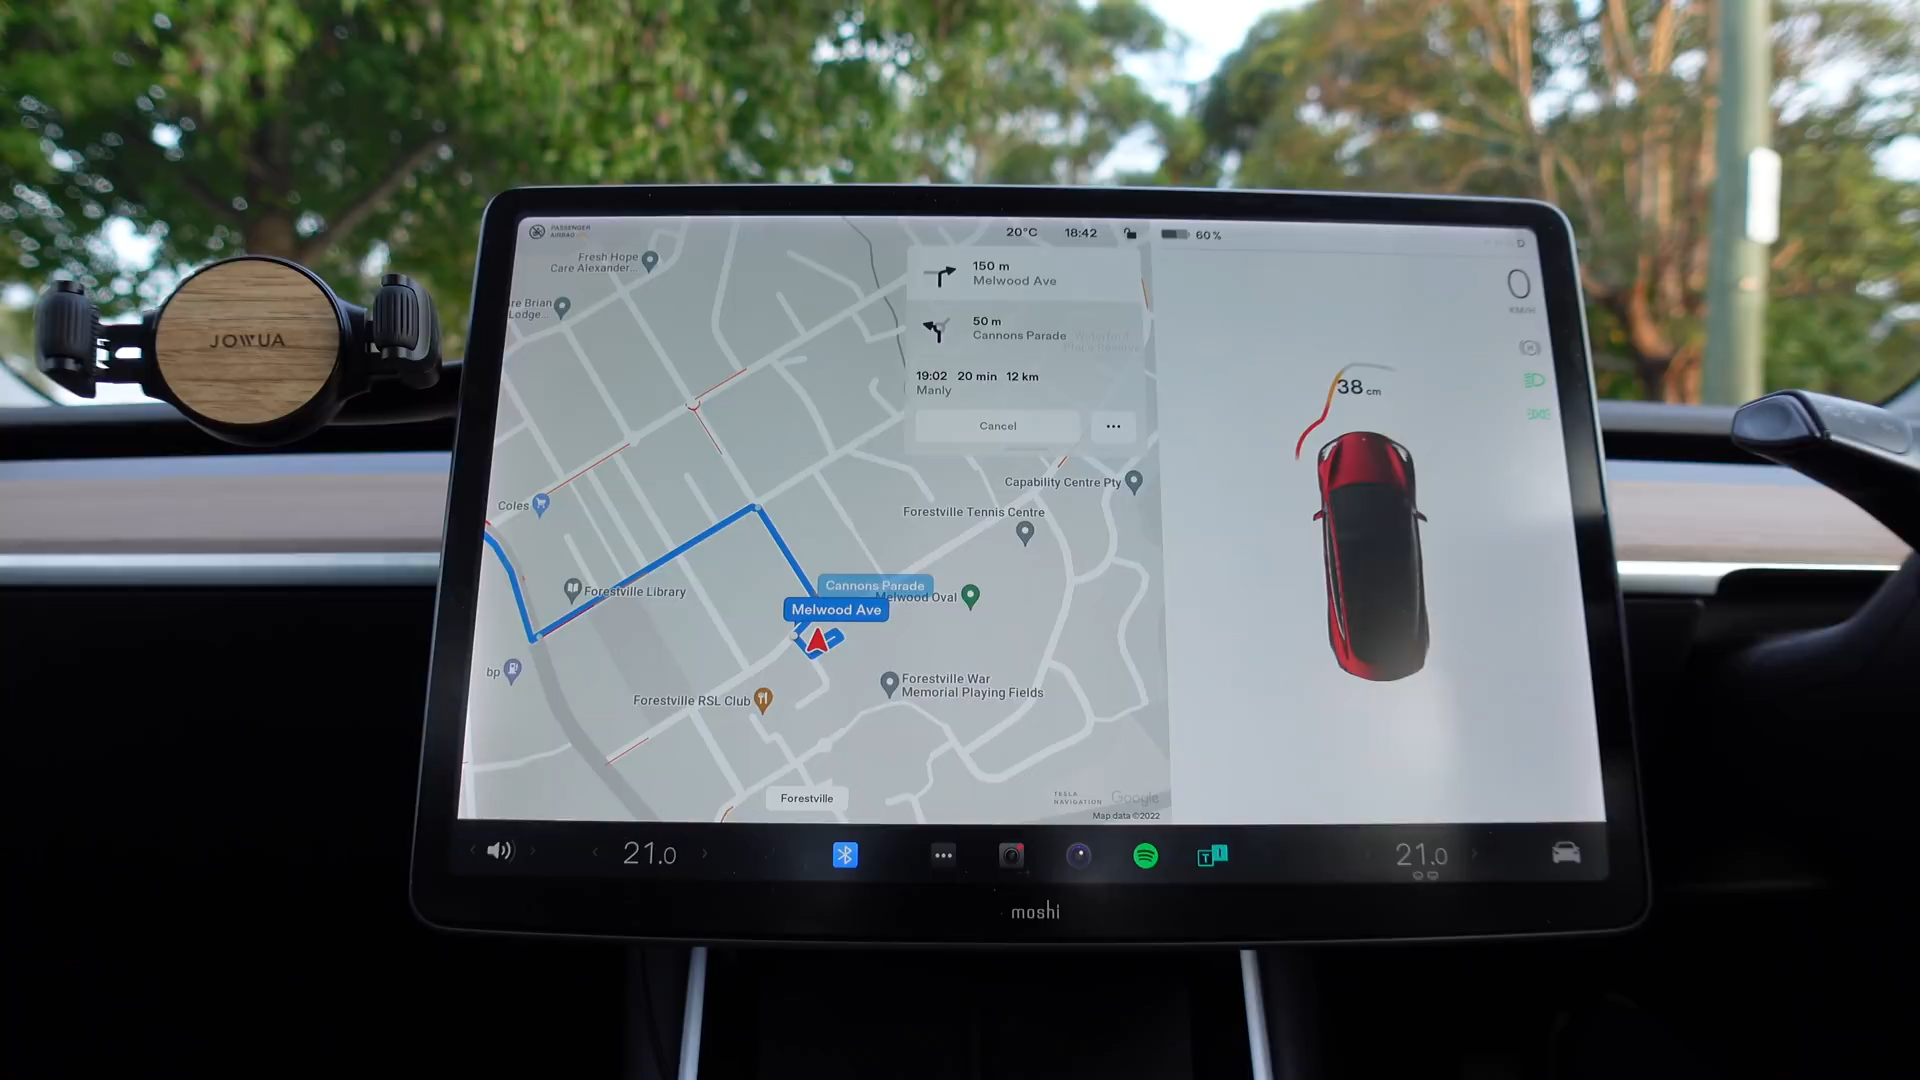 JOWUA
PASSENGER
AIRBAG
20°C
18:42
60 %
D
Fresh Hope
Care Alexander...
re Brian
Lodge...
150 m
Melwood Ave
50 m
Cannons Parade
19:02 20 min 12 km
Manly
Cancel
0
KM/H
38 cm
Capability Centre Pty
Coles
Forestville Tennis Centre
Forestville Library
Cannons Parade
Melwood Oval
Melwood Ave
bp
Forestville War
Memorial Playing Fields
Forestville RSL Club
Forestville
TESLA
NAVIGATION
Google
Map data ©2022
21.0
T
21.0
moshi